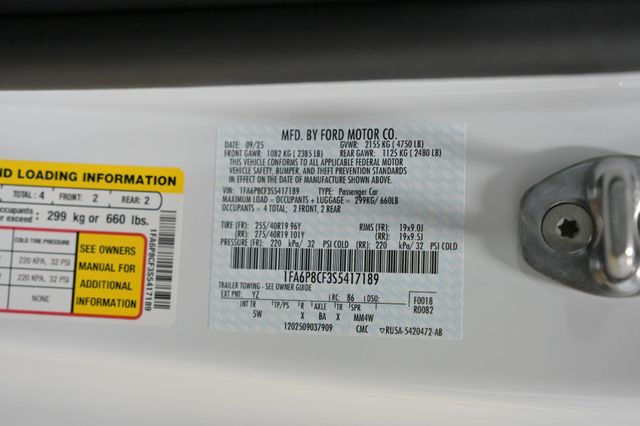 ND LOADING INFORMATION
TOTAL : 4 FRONT: 2 REAR: 2
occupants
exceed : 299 kg or 660 lbs.
COLD TIRE PRESSURE
220 KPA, 32 PSI
220 KPA, 32 PSI
NONE
SEE OWNERS
MANUAL FOR
ADDITIONAL
INFORMATION
1FA6P8CF3S5417189
MFD. BY FORD MOTOR CO.
DATE: 09/25 GVWR: 2155 KG ( 4750 LB)
FRONT GAWR: 1082 KG ( 2385 LB) REAR GAWR: 1125 KG ( 2480 LB)
THIS VEHICLE CONFORMS TO ALL APPLICABLE FEDERAL MOTOR
VEHICLE SAFETY, BUMPER, AND THEFT PREVENTION STANDARDS
IN EFFECT ON THE DATE OF MANUFACTURE SHOWN ABOVE.
VIN: 1FA6P8CF3S5417189 TYPE: Passenger Car
MAXIMUM LOAD = OCCUPANTS + LUGGAGE = 299KG/ 660LB
OCCUPANTS = 4 TOTAL; 2 FRONT, 2 REAR
TIRE (FR): 255/40R19 96Y RIMS (FR): 19x9.0J
(RR): 275/40R19 101Y (RR): 19x9.5J
PRESSURE (FR): 220 kPa/ 32 PSI COLD (RR): 220 kPa/ 32 PSI COLD
1FA6P8CF3S5417189
TRAILER TOWING - SEE OWNER GUIDE
EXT PNT: YZ RC: 86 DSO: F0018
R0082
INT TR TP/PS R AXLE TR SPR
5W X BA X MM4W
1202509037909 CMC RU5A-5420472-AB